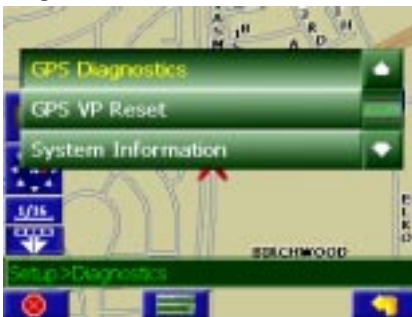 GPS Diagnostics
GPS VP Reset
System Information
1/16
BIRCHWOOD
Setup>Diagnostics